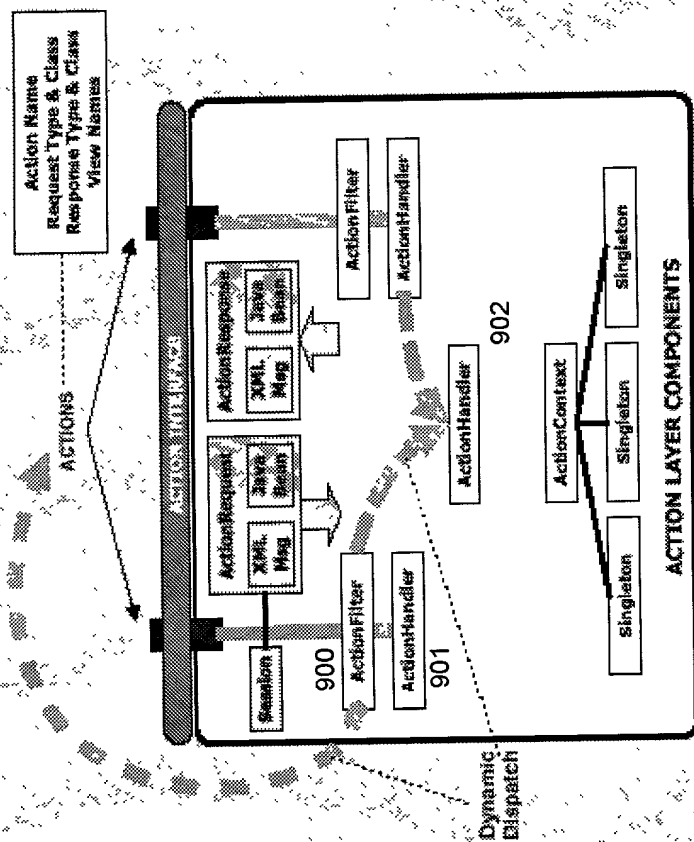 Action Name
Request Type & Class
Response Type & Class
View Names
ACTIONS
ACTION INTERFACE
Session
ActionRequest
XML
Msg
Java
Bean
ActionResponse
XML
Msg
Java
Bean
900
ActionFilter
901
ActionHandler
ActionFilter
ActionHandler
Dynamic
Dispatch
ActionHandler
902
ActionContext
Singleton
Singleton
Singleton
ACTION LAYER COMPONENTS